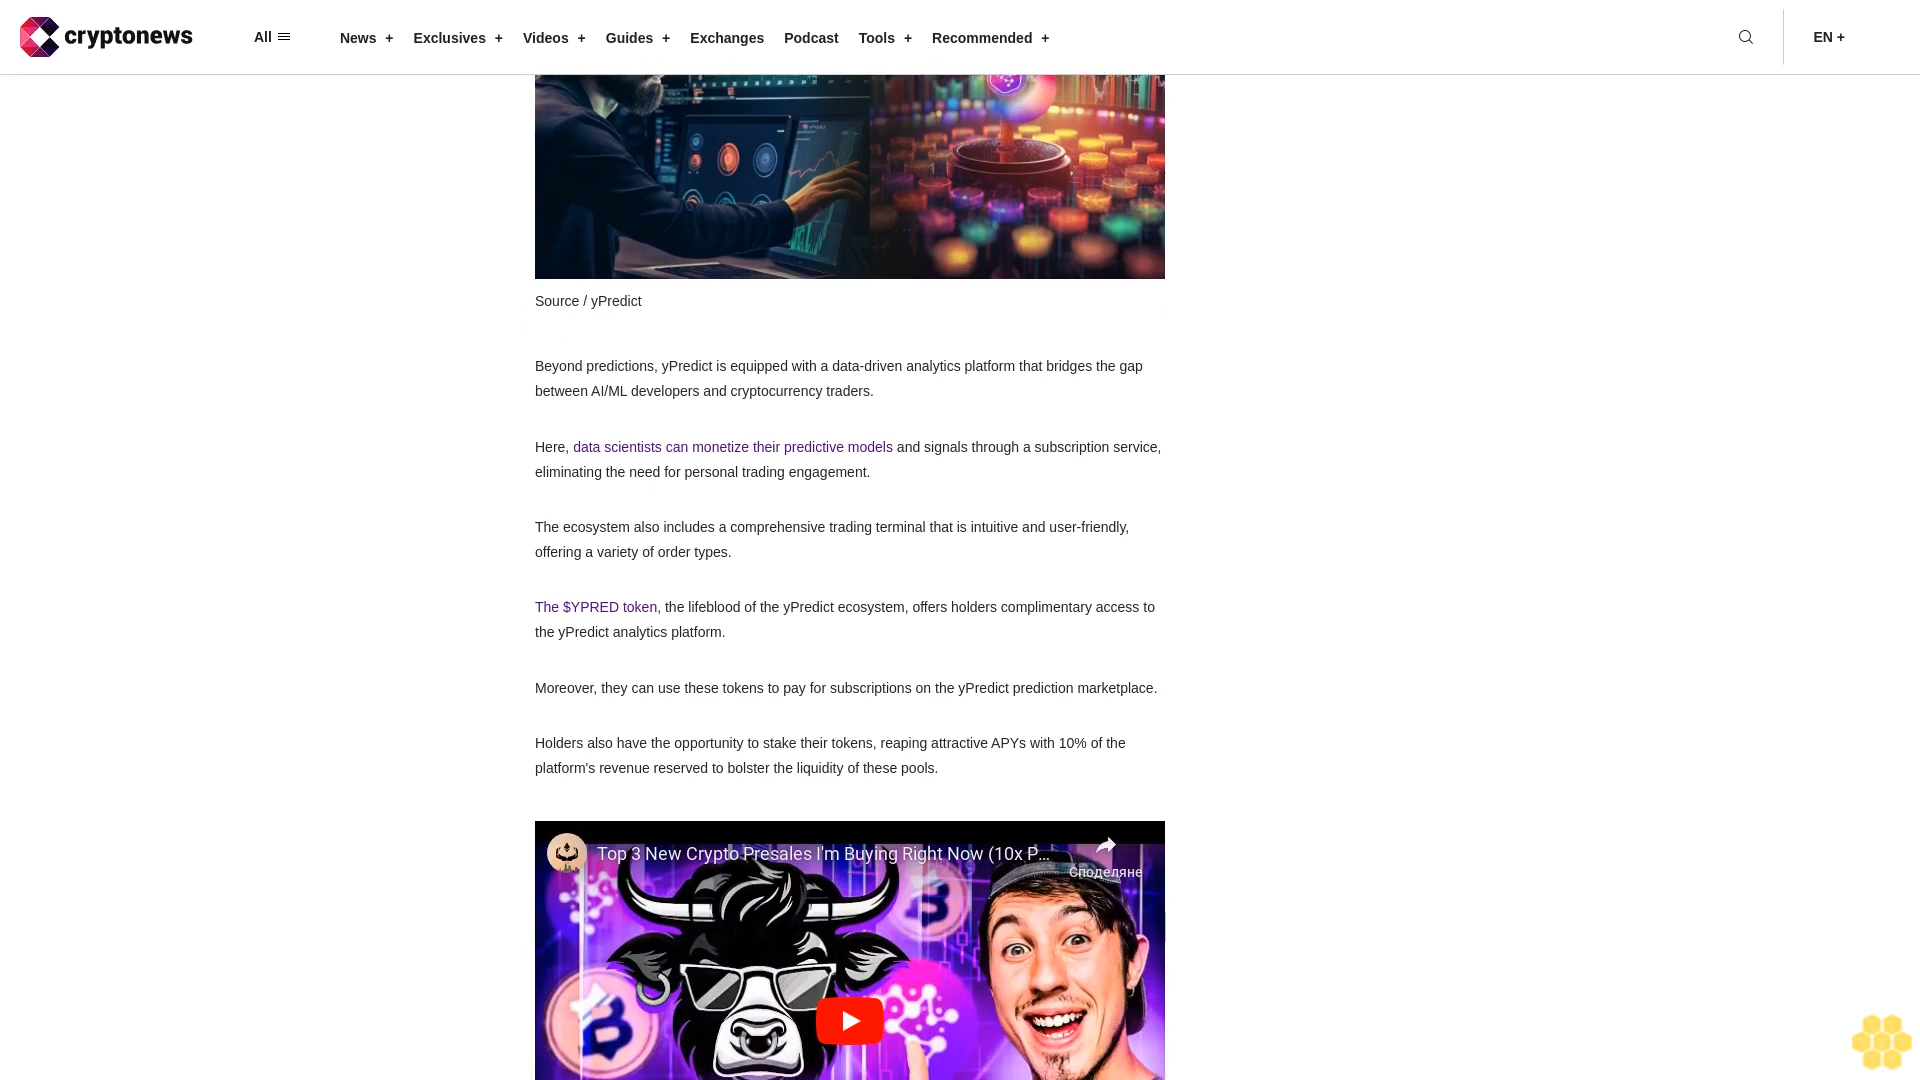 cryptonews
All
News +
Exclusives +
Videos +
Guides +
Exchanges
Podcast
Tools +
Recommended +
EN +
Source / yPredict
Beyond predictions, yPredict is equipped with a data-driven analytics platform that bridges the gap
between AI/ML developers and cryptocurrency traders.
Here, data scientists can monetize their predictive models and signals through a subscription service,
eliminating the need for personal trading engagement.
The ecosystem also includes a comprehensive trading terminal that is intuitive and user-friendly,
offering a variety of order types.
The $YPRED token, the lifeblood of the yPredict ecosystem, offers holders complimentary access to
the yPredict analytics platform.
Moreover, they can use these tokens to pay for subscriptions on the yPredict prediction marketplace.
Holders also have the opportunity to stake their tokens, reaping attractive APYs with 10% of the
platform's revenue reserved to bolster the liquidity of these pools.
Top 3 New Crypto Presales I'm Buying Right Now (10x P...
Споделяне